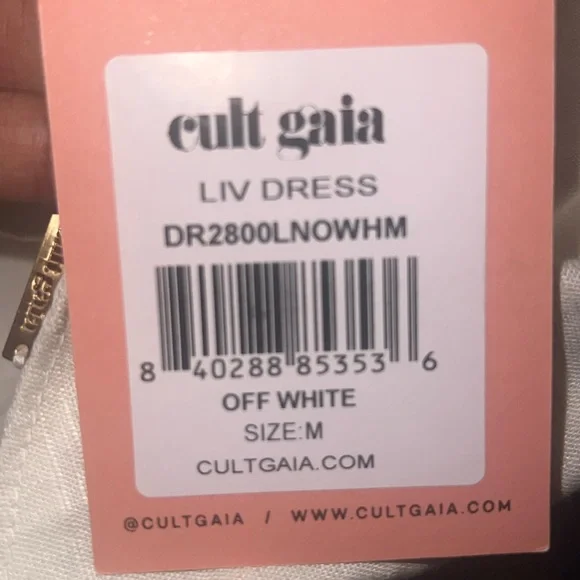 cult gaia
LIV DRESS
DR2800LNOWHM
8 40288 85353 6
OFF WHITE
SIZE:M
CULTGAIA.COM
@CULTGAIA / WWW.CULTGAIA.COM